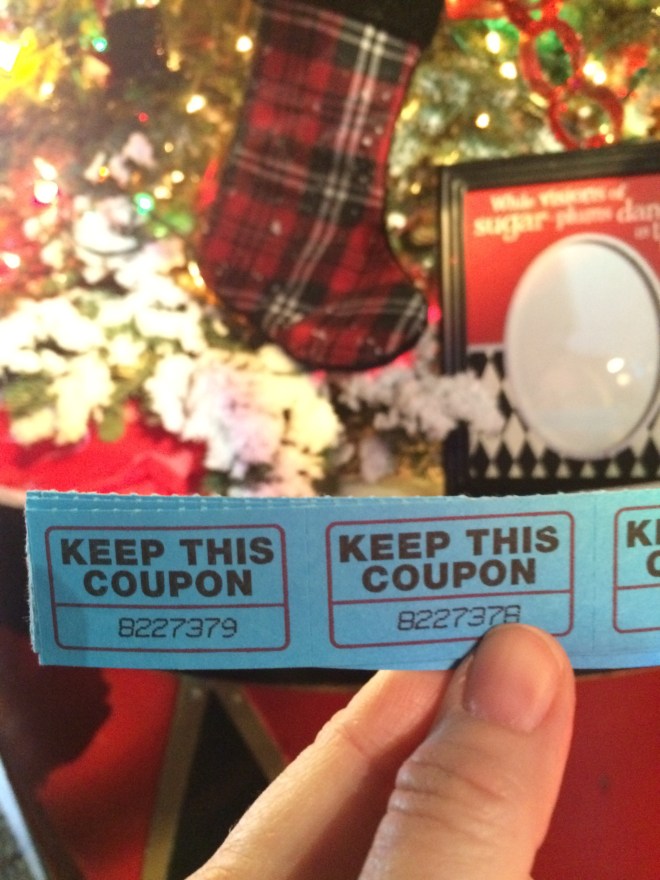 While visions of
sugar plums dan
KEEP THIS
COUPON
8227379
KEEP THIS
COUPON
8227378